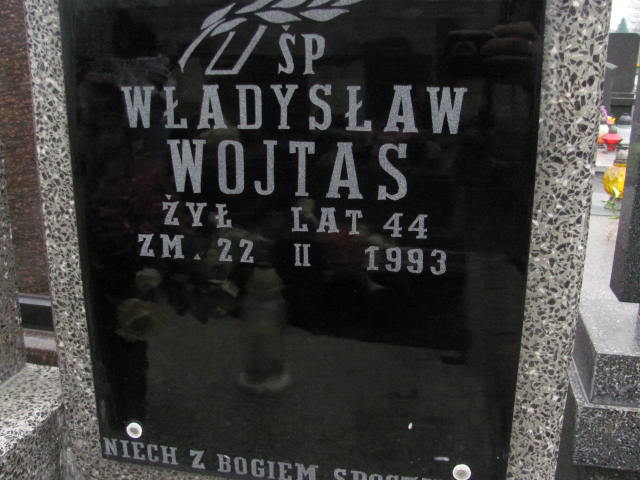 ŚP
WŁADYSŁAW
WOJTAS
ŻYŁ LAT 44
ZM. 22 II 1993
NIECH Z BOGIEM